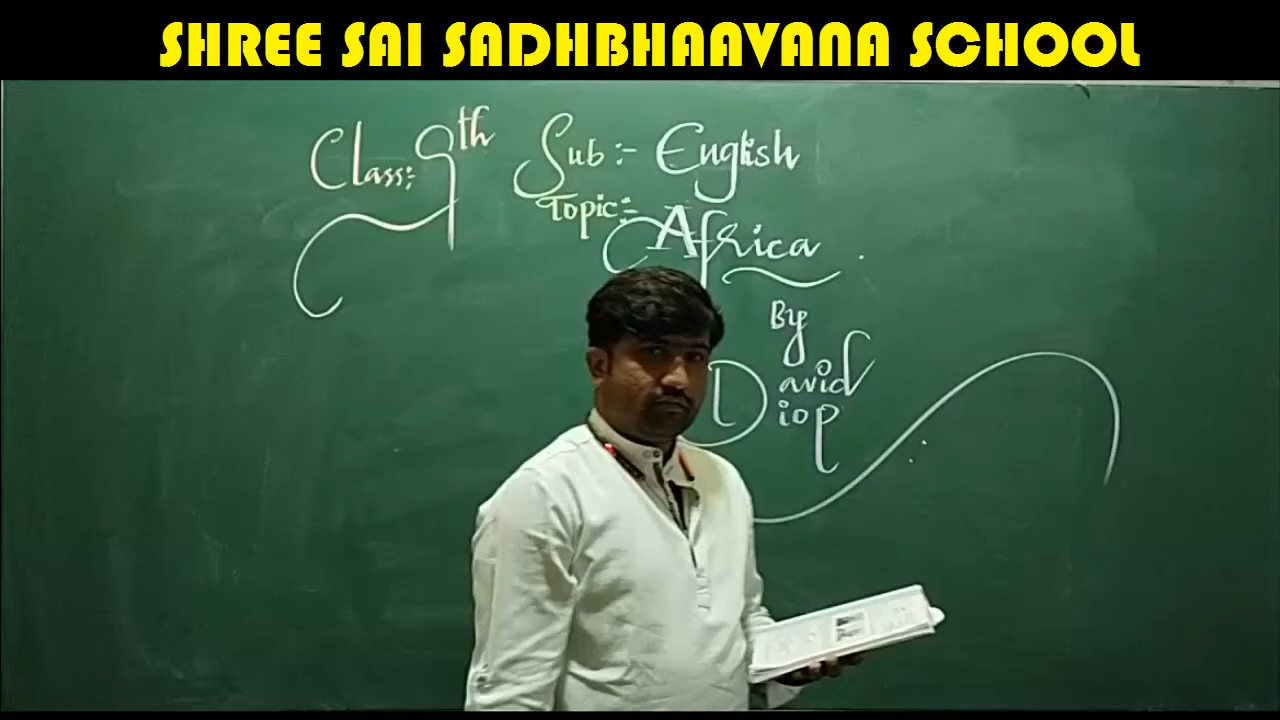 SHREE SAI SADHBHAAVANA SCHOOL
Class:- 9th Sub:- English
Topic:- Africa
By
David
Diop